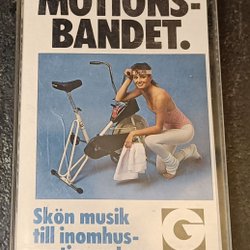 MOTIONS-
BANDET.
Skön musik
till inomhus-
G